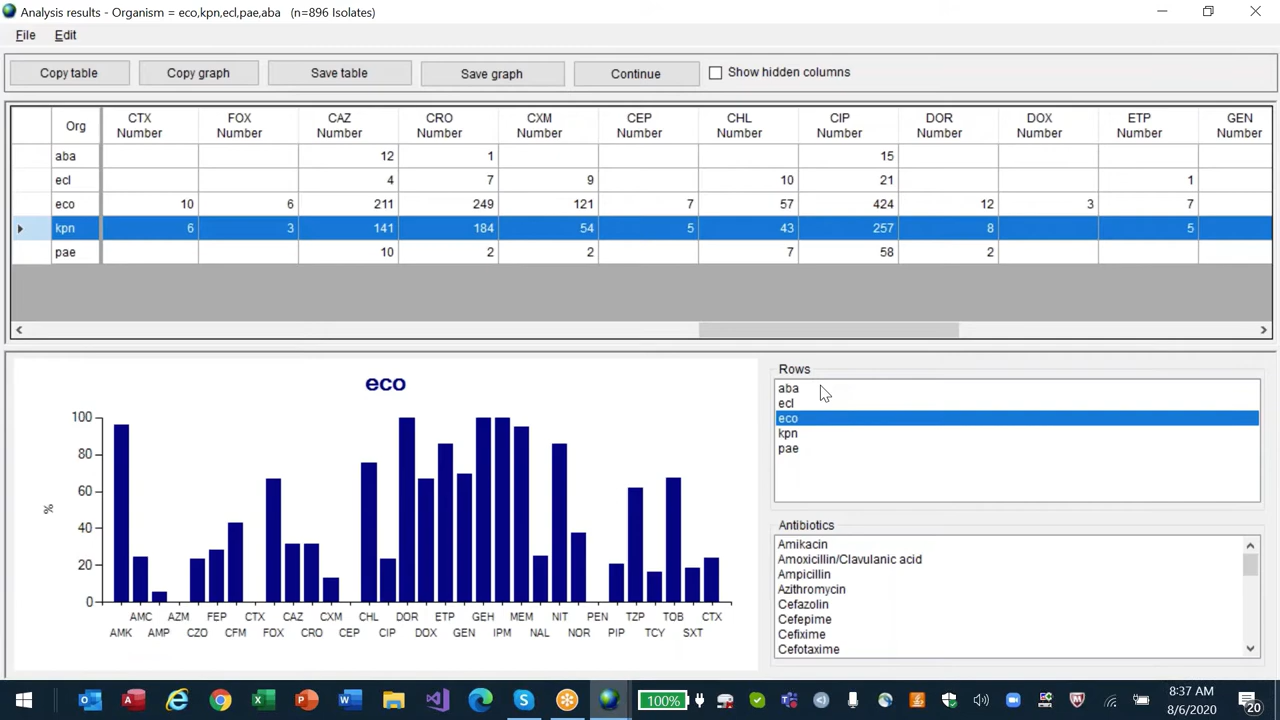 Analysis results - Organism = eco,kpn,ecl,pae,aba (n=896 Isolates)
File Edit
Copy table Copy graph Save table Save graph Continue Show hidden columns
Org CTX Number FOX Number CAZ Number CRO Number CXM Number CEP Number CHL Number CIP Number DOR Number DOX Number ETP Number GEN Number
aba 12 1 15
ecl 4 7 9 10 21 1
eco 10 6 211 249 121 7 57 424 12 3 7
kpn 6 3 141 184 54 5 43 257 8 5
pae 10 2 2 7 58 2
eco
100
80
60
40
20
0
%
AMC AZM FEP CTX CAZ CXM CHL DOR ETP GEH MEM NIT PEN TZP TOB CTX
AMK AMP CZO CFM FOX CRO CEP CIP DOX GEN IPM NAL NOR PIP TCY SXT
Rows
aba
ecl
eco
kpn
pae
Antibiotics
Amikacin
Amoxicillin/Clavulanic acid
Ampicillin
Azithromycin
Cefazolin
Cefepime
Cefixime
Cefotaxime
100%
8:37 AM
8/6/2020
20